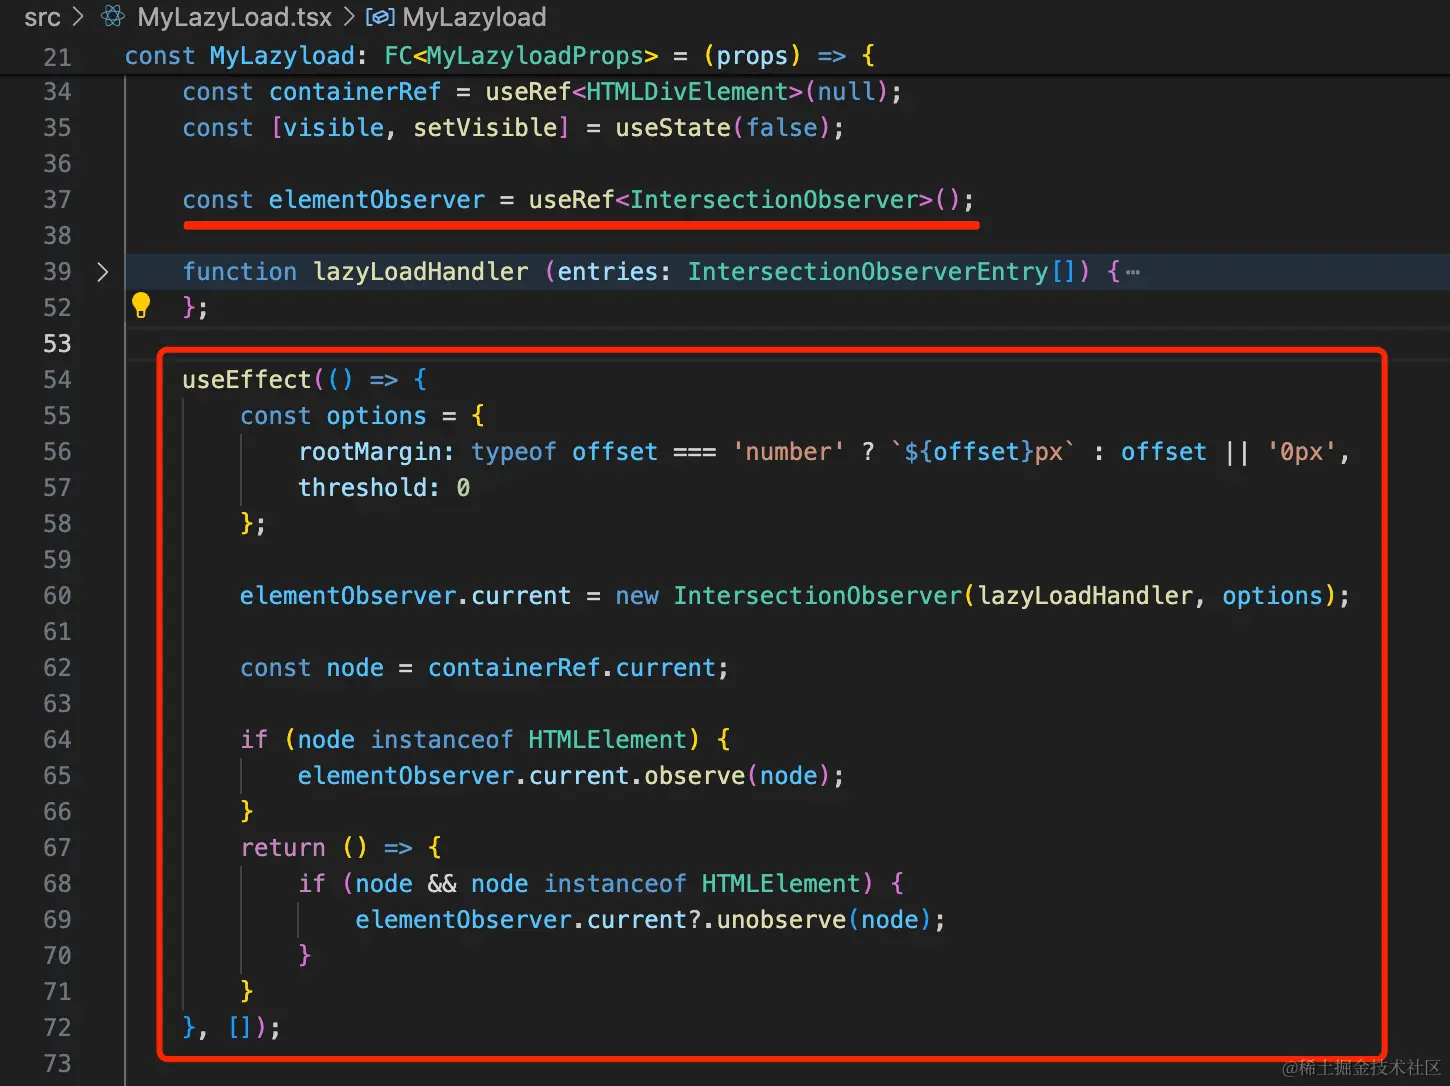 src > MyLazyLoad.tsx > MyLazyload
21 const MyLazyload: FC<MyLazyloadProps> = (props) => {
34 const containerRef = useRef<HTMLDivElement>(null);
35 const [visible, setVisible] = useState(false);
36
37 const elementObserver = useRef<IntersectionObserver>();
38
39 function lazyLoadHandler (entries: IntersectionObserverEntry[]) {…
52 };
53
54 useEffect(() => {
55 const options = {
56 rootMargin: typeof offset === 'number' ? `${offset}px` : offset || '0px',
57 threshold: 0
58 };
59
60 elementObserver.current = new IntersectionObserver(lazyLoadHandler, options);
61
62 const node = containerRef.current;
63
64 if (node instanceof HTMLElement) {
65 elementObserver.current.observe(node);
66 }
67 return () => {
68 if (node && node instanceof HTMLElement) {
69 elementObserver.current?.unobserve(node);
70 }
71 }
72 }, []);
73
@稀土掘金技术社区